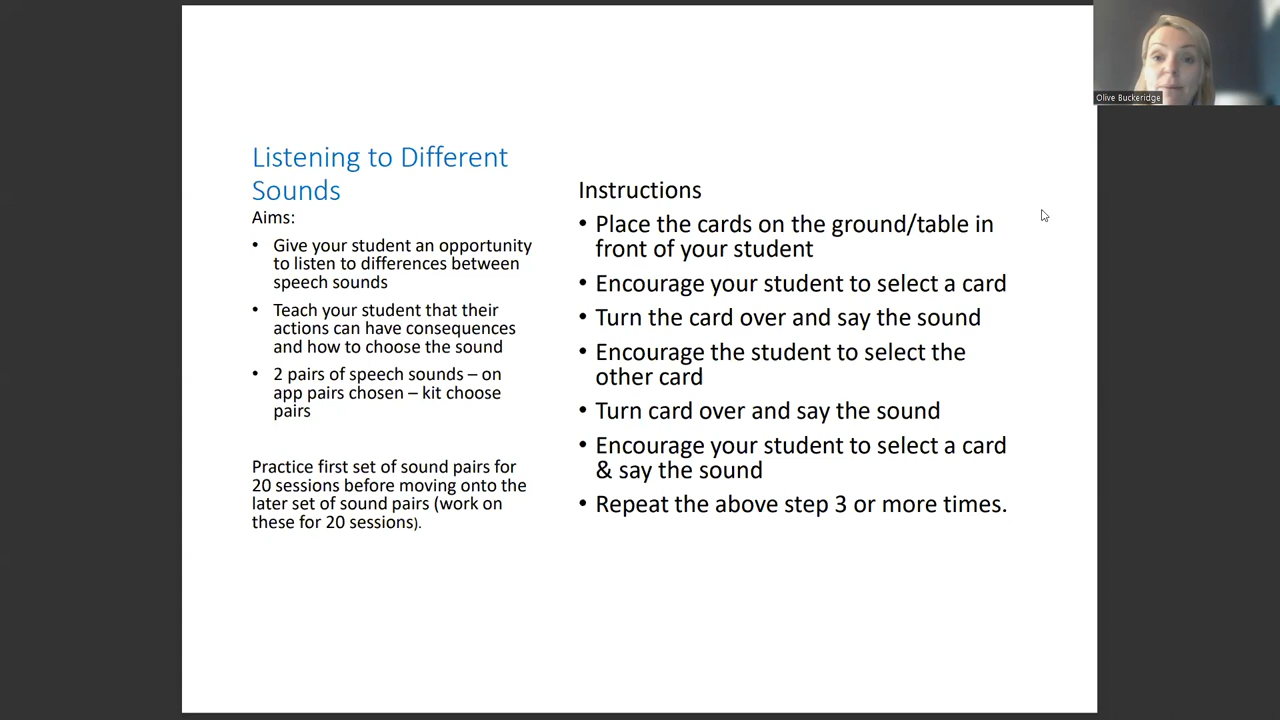 Listening to Different
Sounds
Aims:
• Give your student an opportunity
to listen to differences between
speech sounds
• Teach your student that their
actions can have consequences
and how to choose the sound
• 2 pairs of speech sounds – on
app pairs chosen – kit choose
pairs
Practice first set of sound pairs for
20 sessions before moving onto the
later set of sound pairs (work on
these for 20 sessions).
Instructions
• Place the cards on the ground/table in
front of your student
• Encourage your student to select a card
• Turn the card over and say the sound
• Encourage the student to select the
other card
• Turn card over and say the sound
• Encourage your student to select a card
& say the sound
• Repeat the above step 3 or more times.
Olive Buckeridge